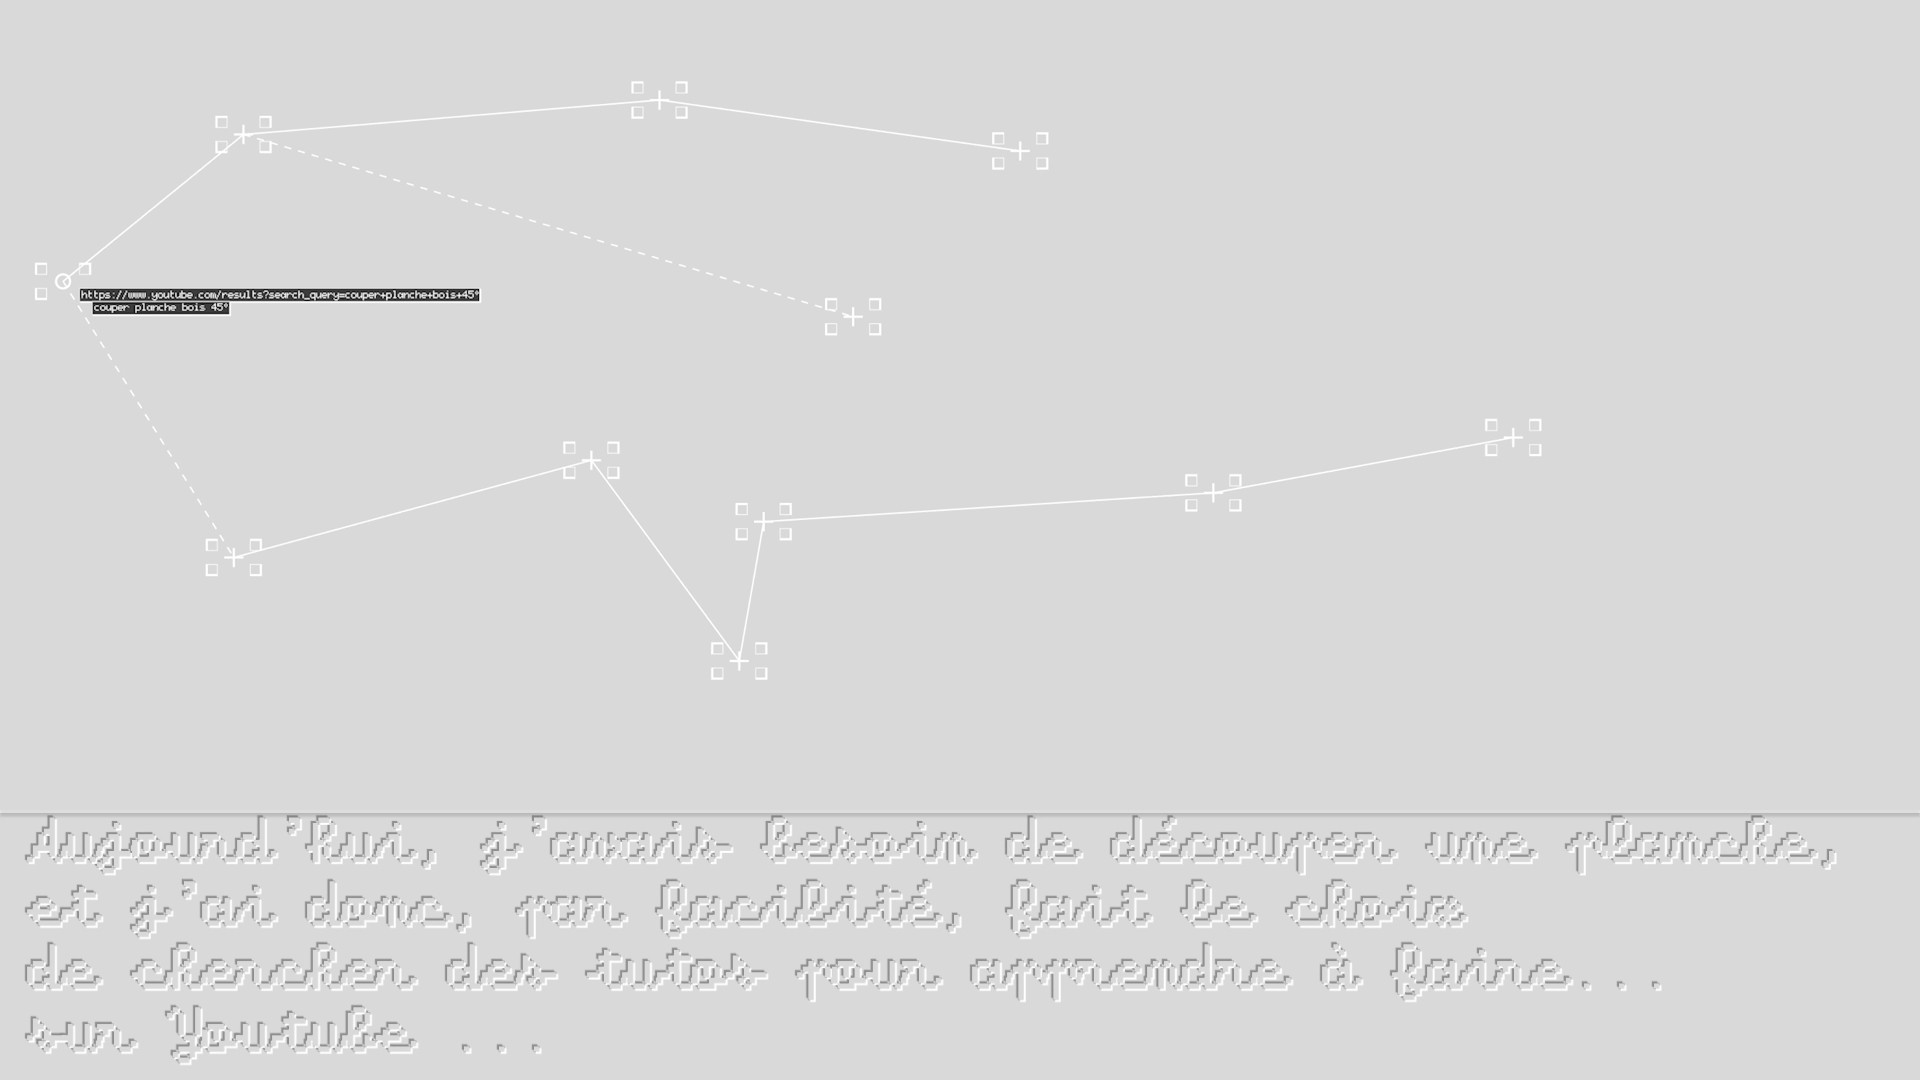 https://www.youtube.com/results?search_query=couper+planche+bois+45°
couper planche bois 45°
Aujourd'hui, j'avais besoin de découper une planche,
et j'ai donc, par facilité, fait le choix
de chercher des tutos pour apprendre à faire...
sur Youtube ...